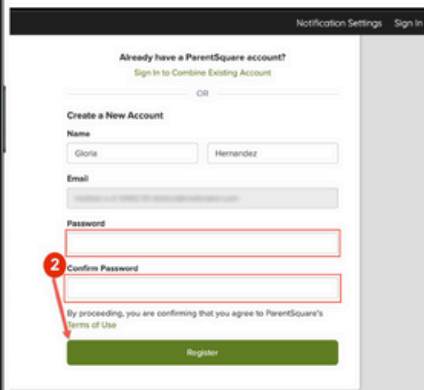 Notification Settings Sign In
Already have a ParentSquare account?
Sign In to Combine Existing Account
OR
Create a New Account
Name
Gloria Hernandez
Email
Password
2
Confirm Password
By proceeding, you are confirming that you agree to ParentSquare's
Terms of Use
Register